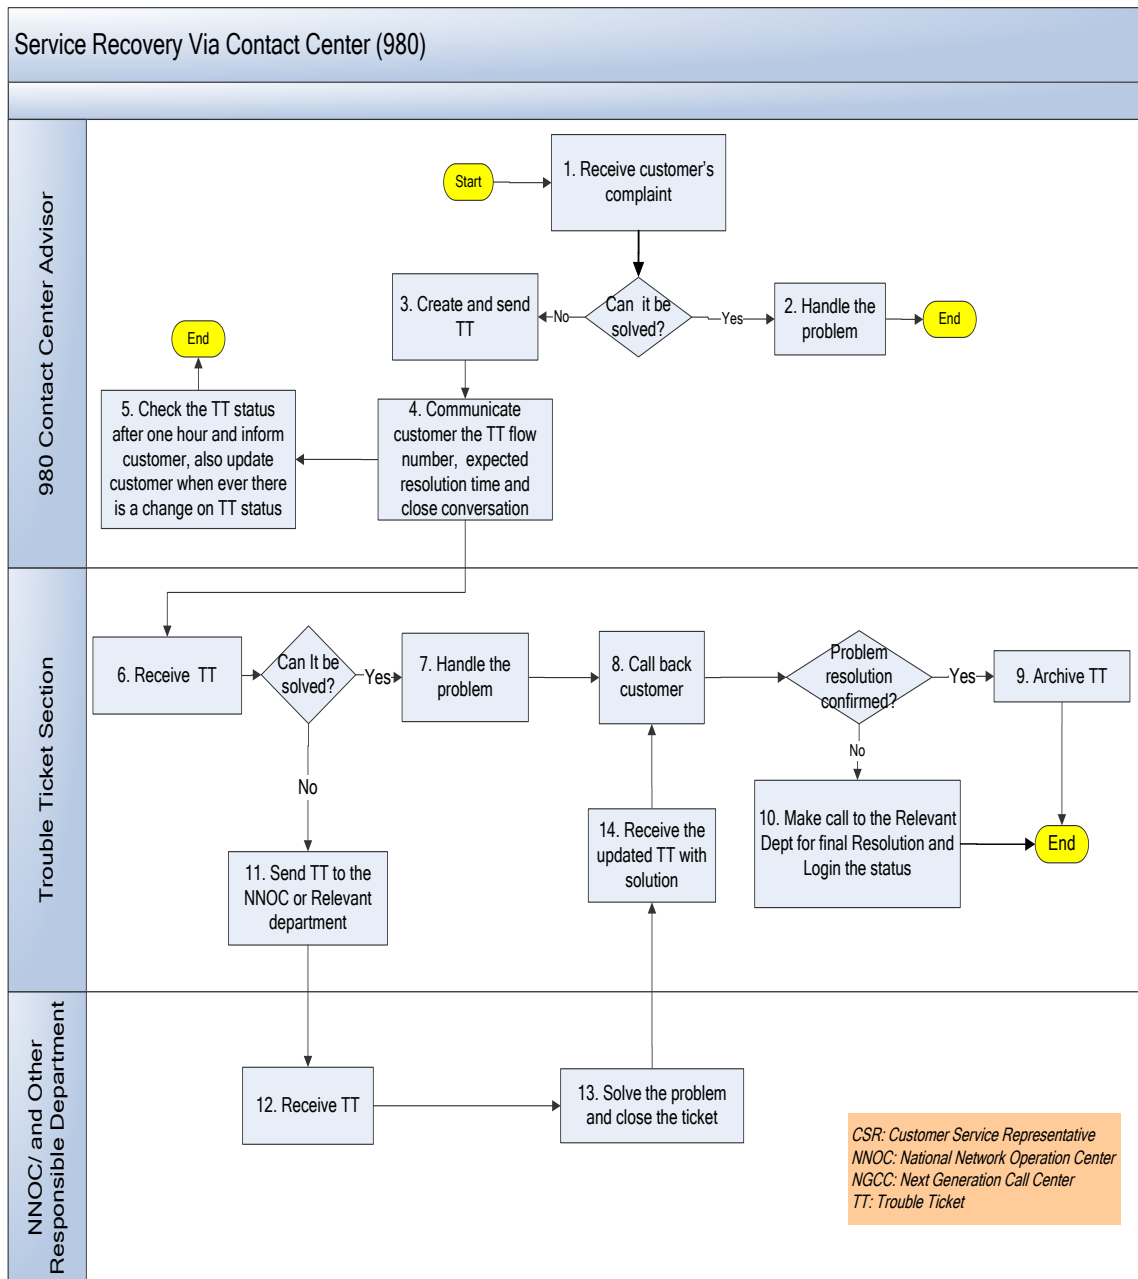 Service Recovery Via Contact Center (980)
980 Contact Center Advisor
Start
1. Receive customer's
complaint
Can it be
solved?
No
Yes
3. Create and send
TT
2. Handle the
problem
End
End
5. Check the TT status
after one hour and inform
customer, also update
customer when ever there
is a change on TT status
4. Communicate
customer the TT flow
number, expected
resolution time and
close conversation
Trouble Ticket Section
6. Receive TT
Can It be
solved?
Yes
7. Handle the
problem
8. Call back
customer
Problem
resolution
confirmed?
Yes
9. Archive TT
No
No
10. Make call to the Relevant
Dept for final Resolution and
Login the status
End
14. Receive the
updated TT with
solution
11. Send TT to the
NNOC or Relevant
department
NNOC/ and Other
Responsible Department
12. Receive TT
13. Solve the problem
and close the ticket
CSR: Customer Service Representative
NNOC: National Network Operation Center
NGCC: Next Generation Call Center
TT: Trouble Ticket